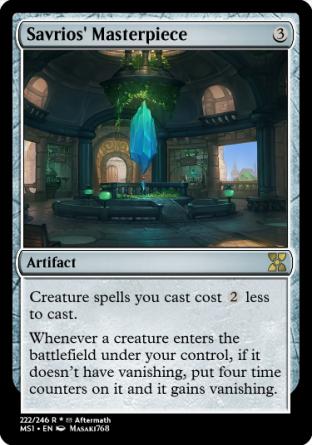 Savrios' Masterpiece 3
Artifact
Creature spells you cast cost 2 less
to cast.
Whenever a creature enters the
battlefield under your control, if it
doesn't have vanishing, put four time
counters on it and it gains vanishing.
222/246 R * Aftermath
MS1 • EN Masaki768